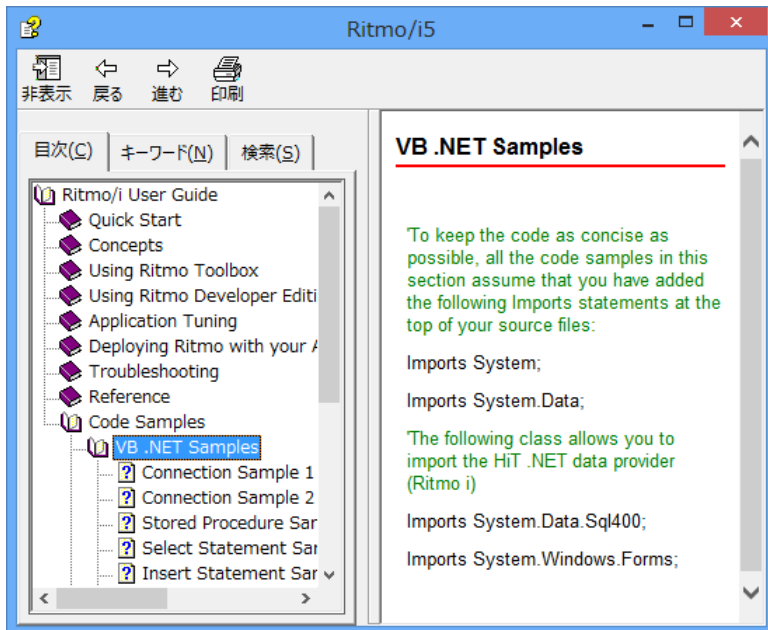 Ritmo/i5
非表示 戻る 進む 印刷
目次(C) キーワード(N) 検索(S)
Ritmo/i User Guide
Quick Start
Concepts
Using Ritmo Toolbox
Using Ritmo Developer Editi
Application Tuning
Deploying Ritmo with your A
Troubleshooting
Reference
Code Samples
VB .NET Samples
Connection Sample 1
Connection Sample 2
Stored Procedure Sar
Select Statement Sar
Insert Statement Sar
VB .NET Samples
'To keep the code as concise as
possible, all the code samples in this
section assume that you have added
the following Imports statements at the
top of your source files:
Imports System;
Imports System.Data;
'The following class allows you to
import the HiT .NET data provider
(Ritmo i)
Imports System.Data.Sql400;
Imports System.Windows.Forms;